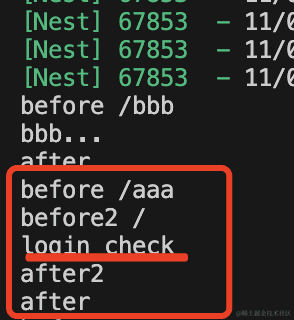 [Nest] 67853  - 11/0
[Nest] 67853  - 11/0
[Nest] 67853  - 11/0
[Nest] 67853  - 11/0
before /bbb
bbb...
after
before /aaa
before2 /
login check
after2
after
@稀土掘金技术社区